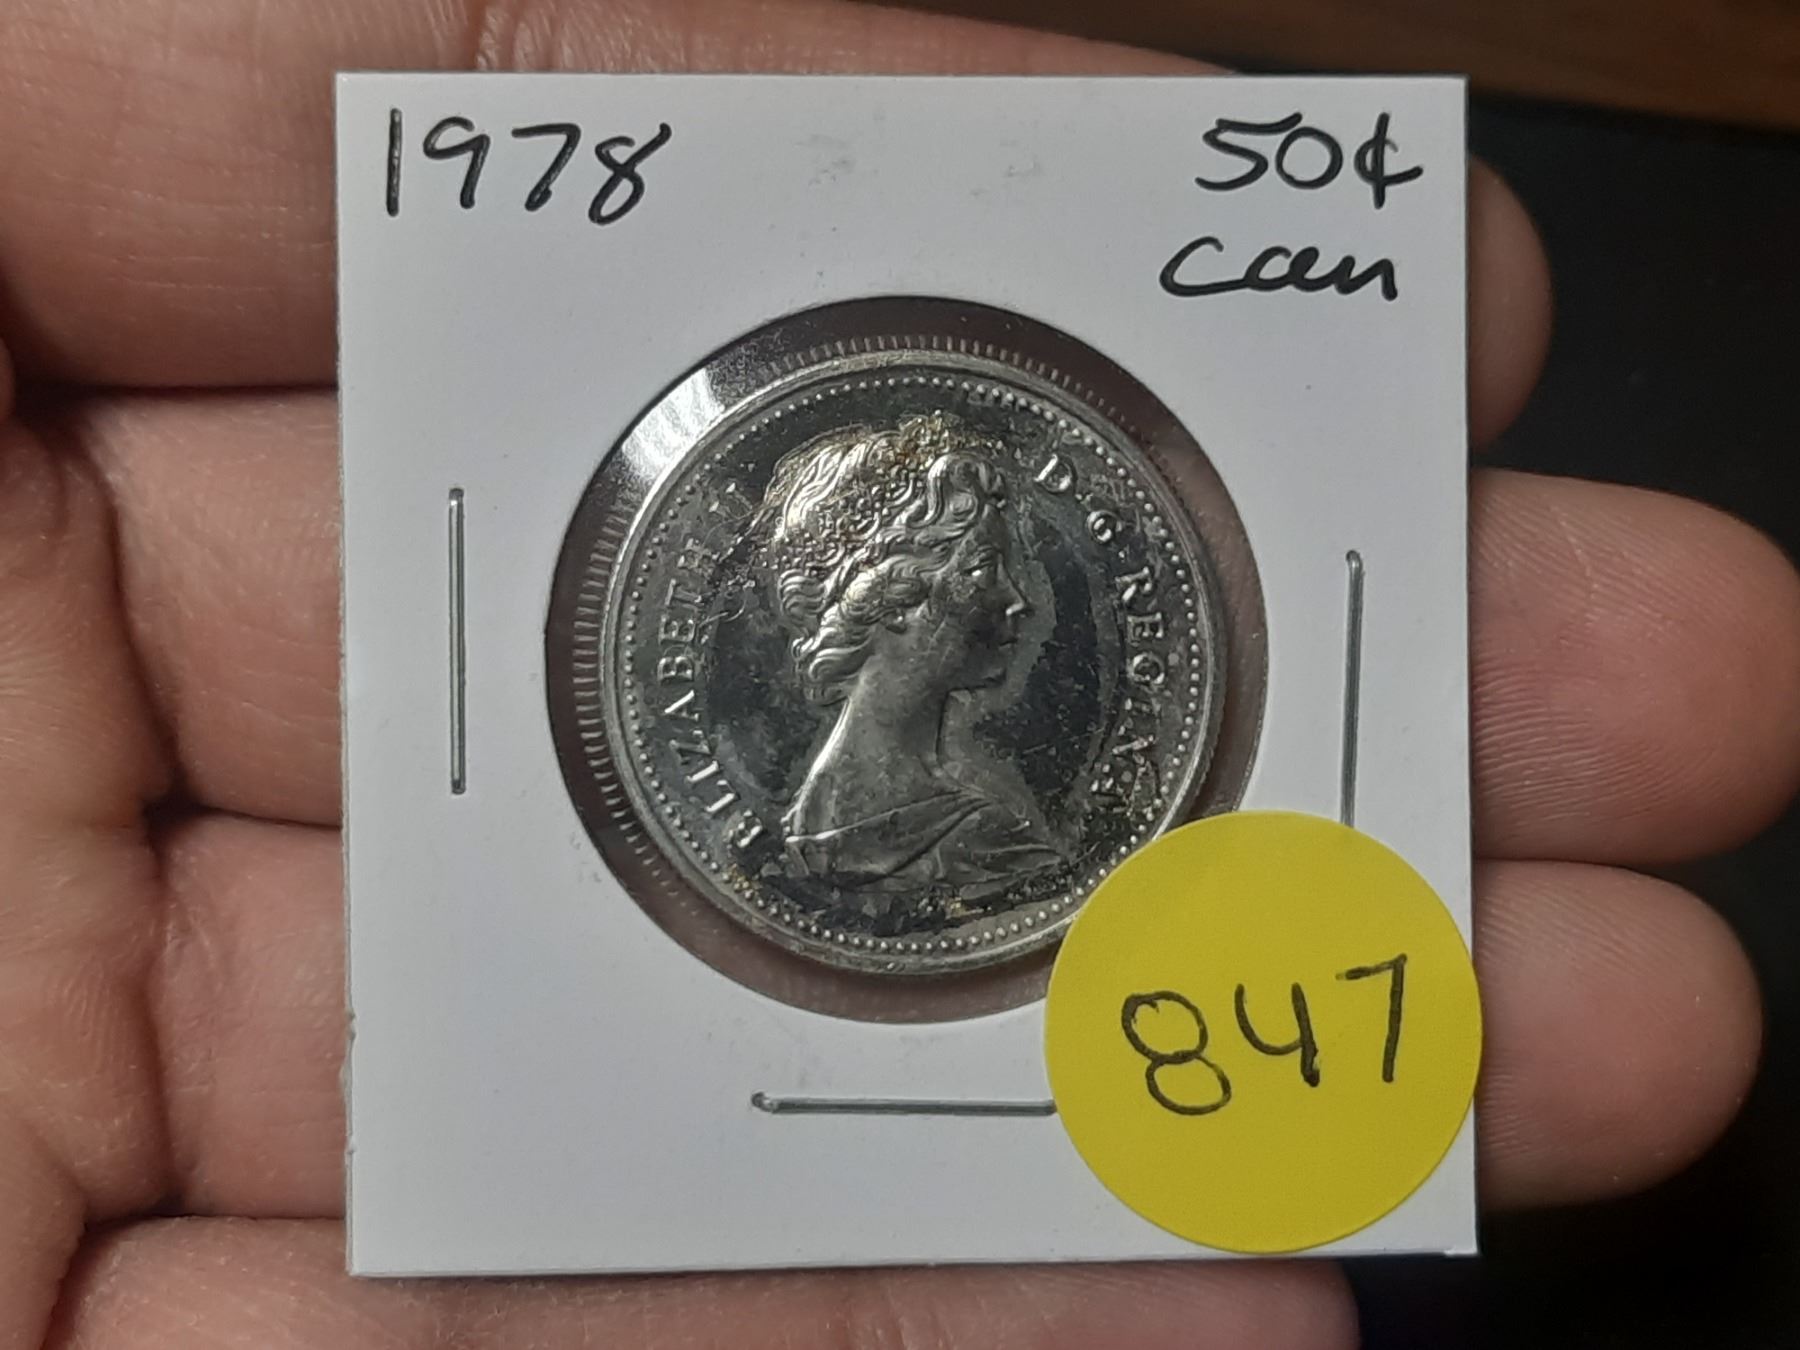 1978
50¢
can
ELIZABETH II D·G·REGINA
847